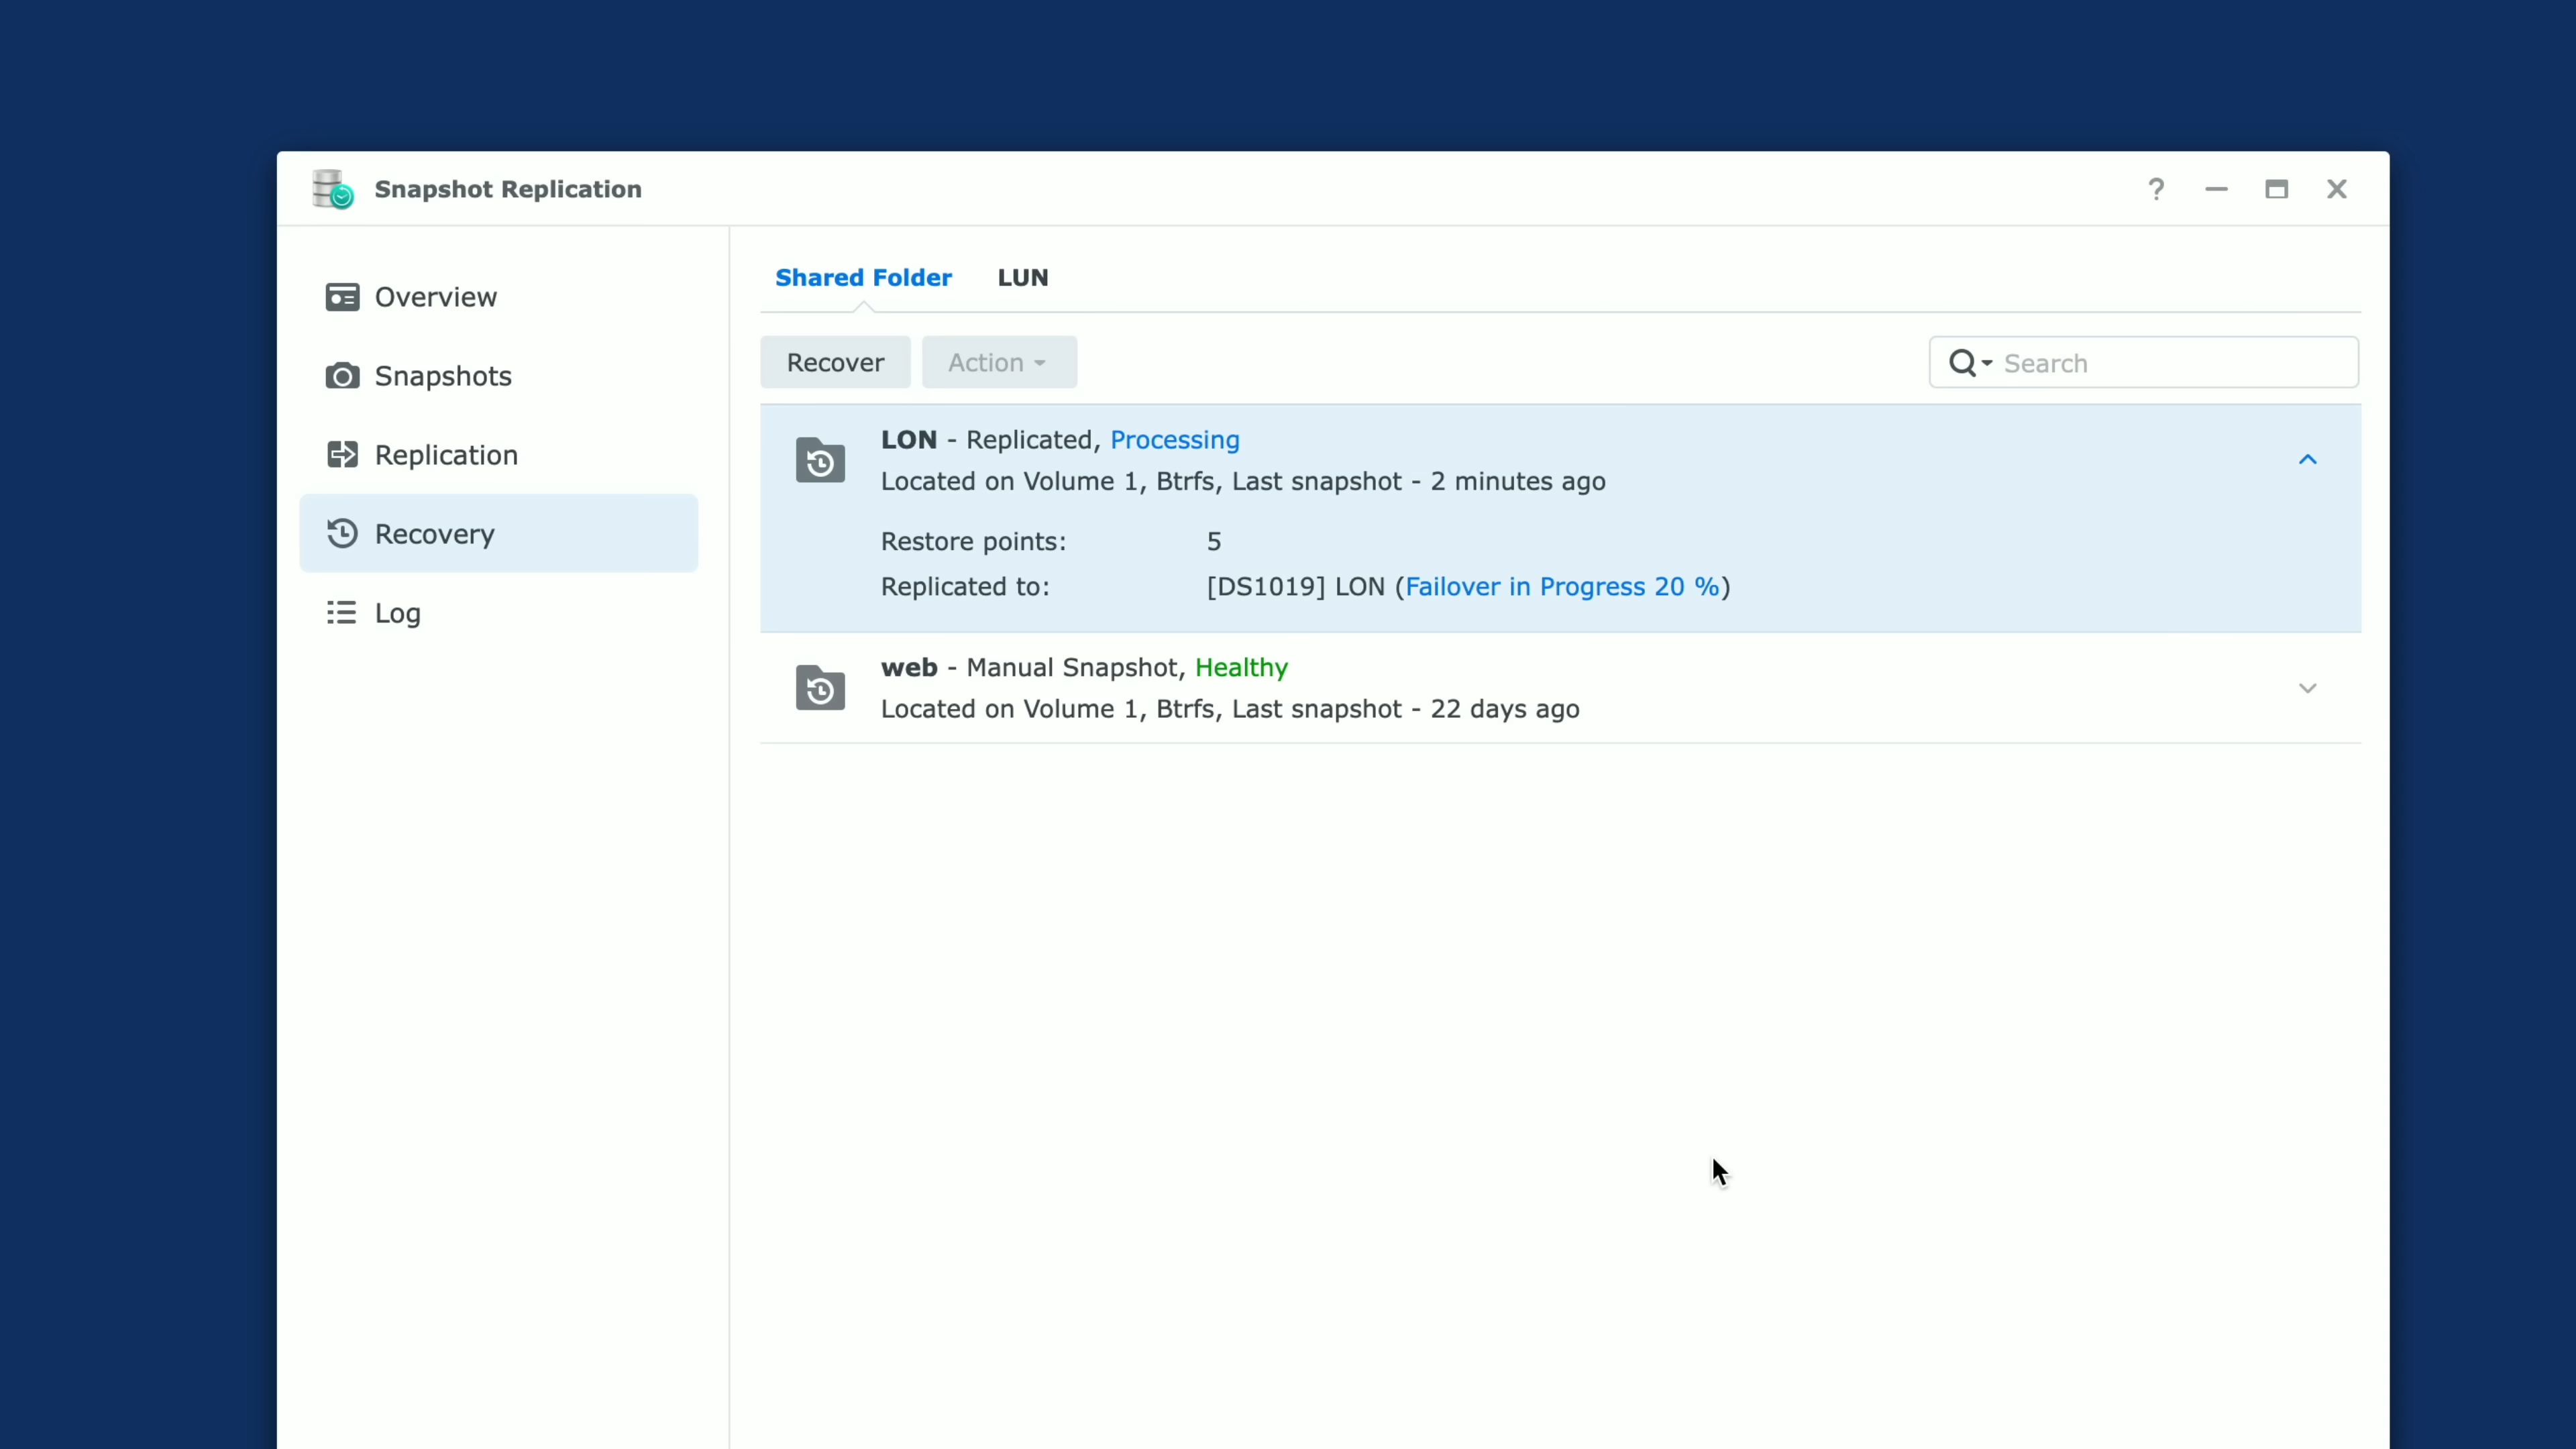 Snapshot Replication
?
Overview
Snapshots
Replication
Recovery
Log
Shared Folder LUN
Recover Action Search
LON - Replicated, Processing
Located on Volume 1, Btrfs, Last snapshot - 2 minutes ago
Restore points: 5
Replicated to: [DS1019] LON (Failover in Progress 20 %)
web - Manual Snapshot, Healthy
Located on Volume 1, Btrfs, Last snapshot - 22 days ago